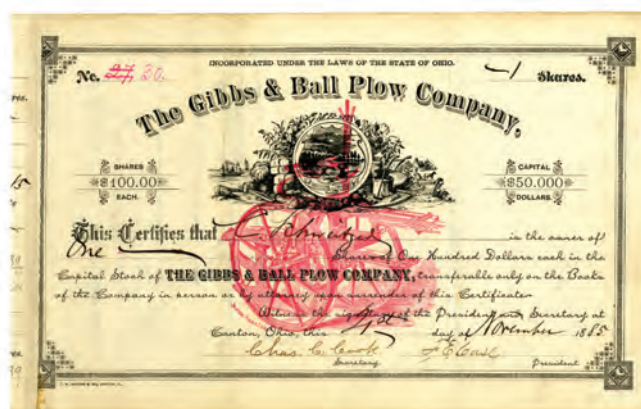 INCORPORATED UNDER THE LAWS OF THE STATE OF OHIO.
No. 27, 30. 1 Shares.
The Gibbs & Ball Plow Company,
SHARES $100.00 EACH.
CAPITAL $50.000 DOLLARS.
This Certifies that C. is the owner of
One Shares of One Hundred Dollars each in the
Capital Stock of THE GIBBS & BALL PLOW COMPANY, transferable only on the Books
of the Company in person or by attorney upon surrender of this Certificate
Witness the signature of the President and Secretary at
Canton, Ohio, this day of November 1885
Chas. C. Cook F E Case
Secretary. President.